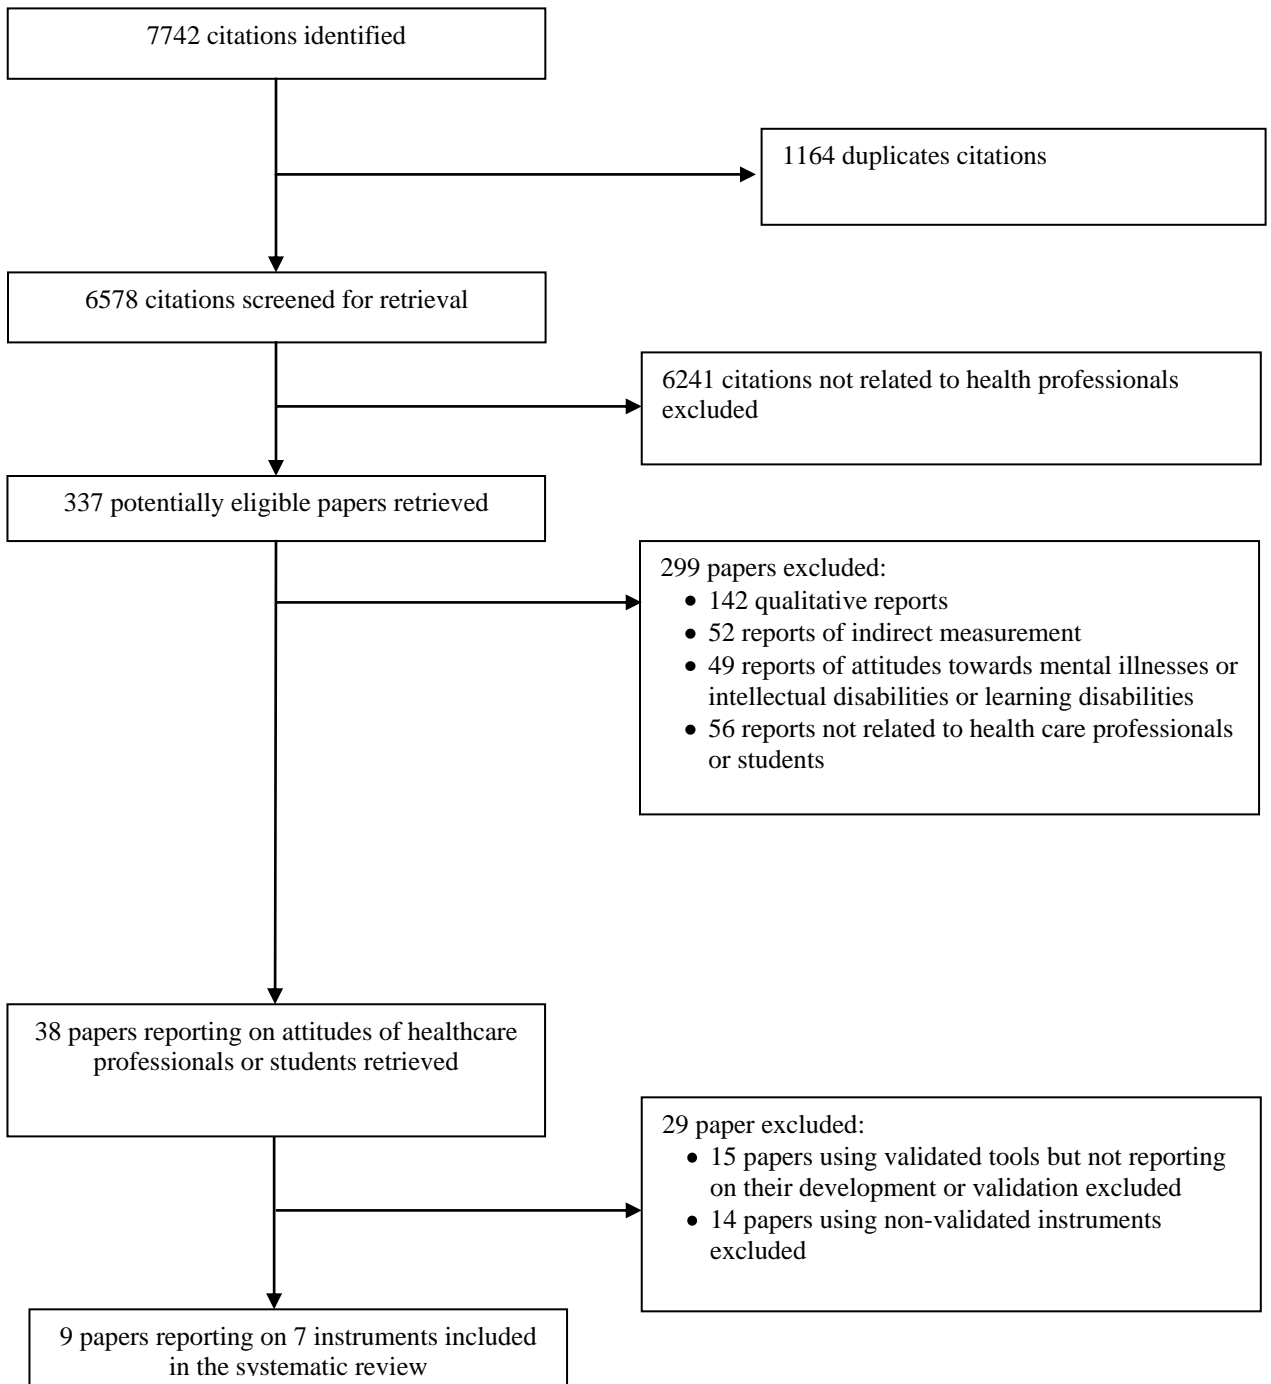 7742 citations identified
1164 duplicates citations
6578 citations screened for retrieval
6241 citations not related to health professionals
excluded
337 potentially eligible papers retrieved
299 papers excluded:
• 142 qualitative reports
• 52 reports of indirect measurement
• 49 reports of attitudes towards mental illnesses or
intellectual disabilities or learning disabilities
• 56 reports not related to health care professionals
or students
38 papers reporting on attitudes of healthcare
professionals or students retrieved
29 paper excluded:
• 15 papers using validated tools but not reporting
on their development or validation excluded
• 14 papers using non-validated instruments
excluded
9 papers reporting on 7 instruments included
in the systematic review